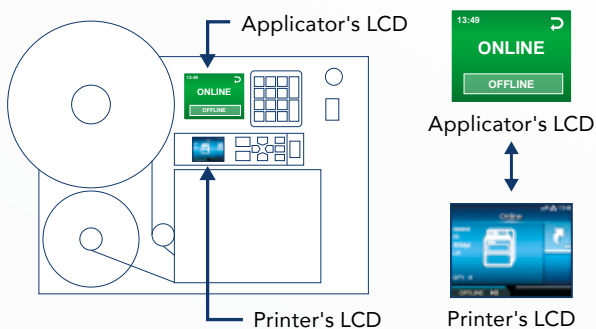 Applicator's LCD
13:49
ONLINE
OFFLINE
Printer's LCD
13:49
ONLINE
OFFLINE
Applicator's LCD
Online
OFFLINE
Printer's LCD